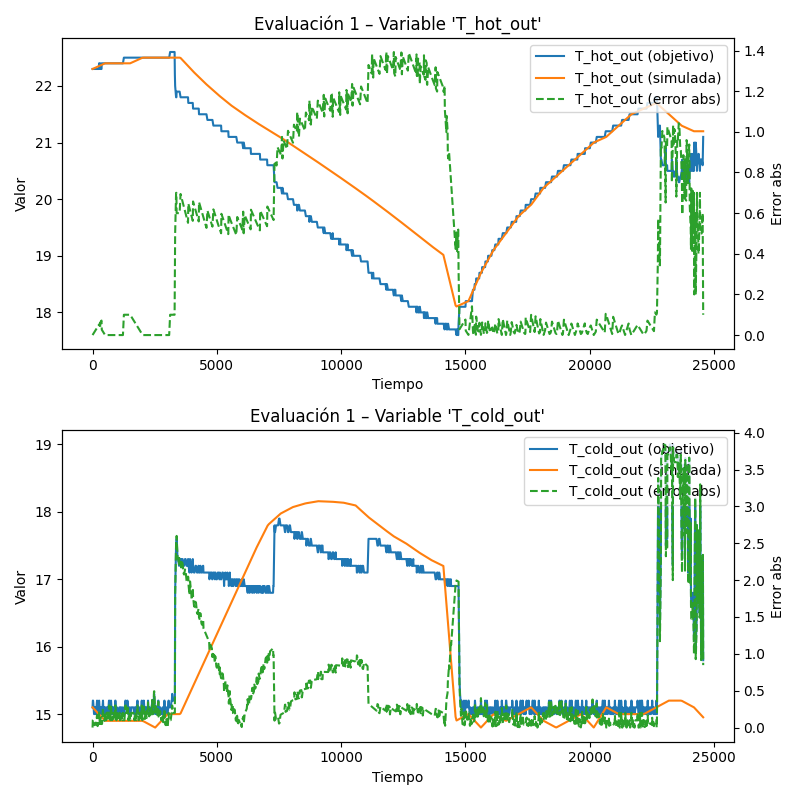 Evaluación 1 – Variable 'T_hot_out'
T_hot_out (objetivo)
T_hot_out (simulada)
T_hot_out (error abs)
Valor
22
21
20
19
18
Error abs
1.4
1.2
1.0
0.8
0.6
0.4
0.2
0.0
0 5000 10000 15000 20000 25000
Tiempo
Evaluación 1 – Variable 'T_cold_out'
T_cold_out (objetivo)
T_cold_out (simulada)
T_cold_out (error abs)
Valor
19
18
17
16
15
Error abs
4.0
3.5
3.0
2.5
2.0
1.5
1.0
0.5
0.0
0 5000 10000 15000 20000 25000
Tiempo